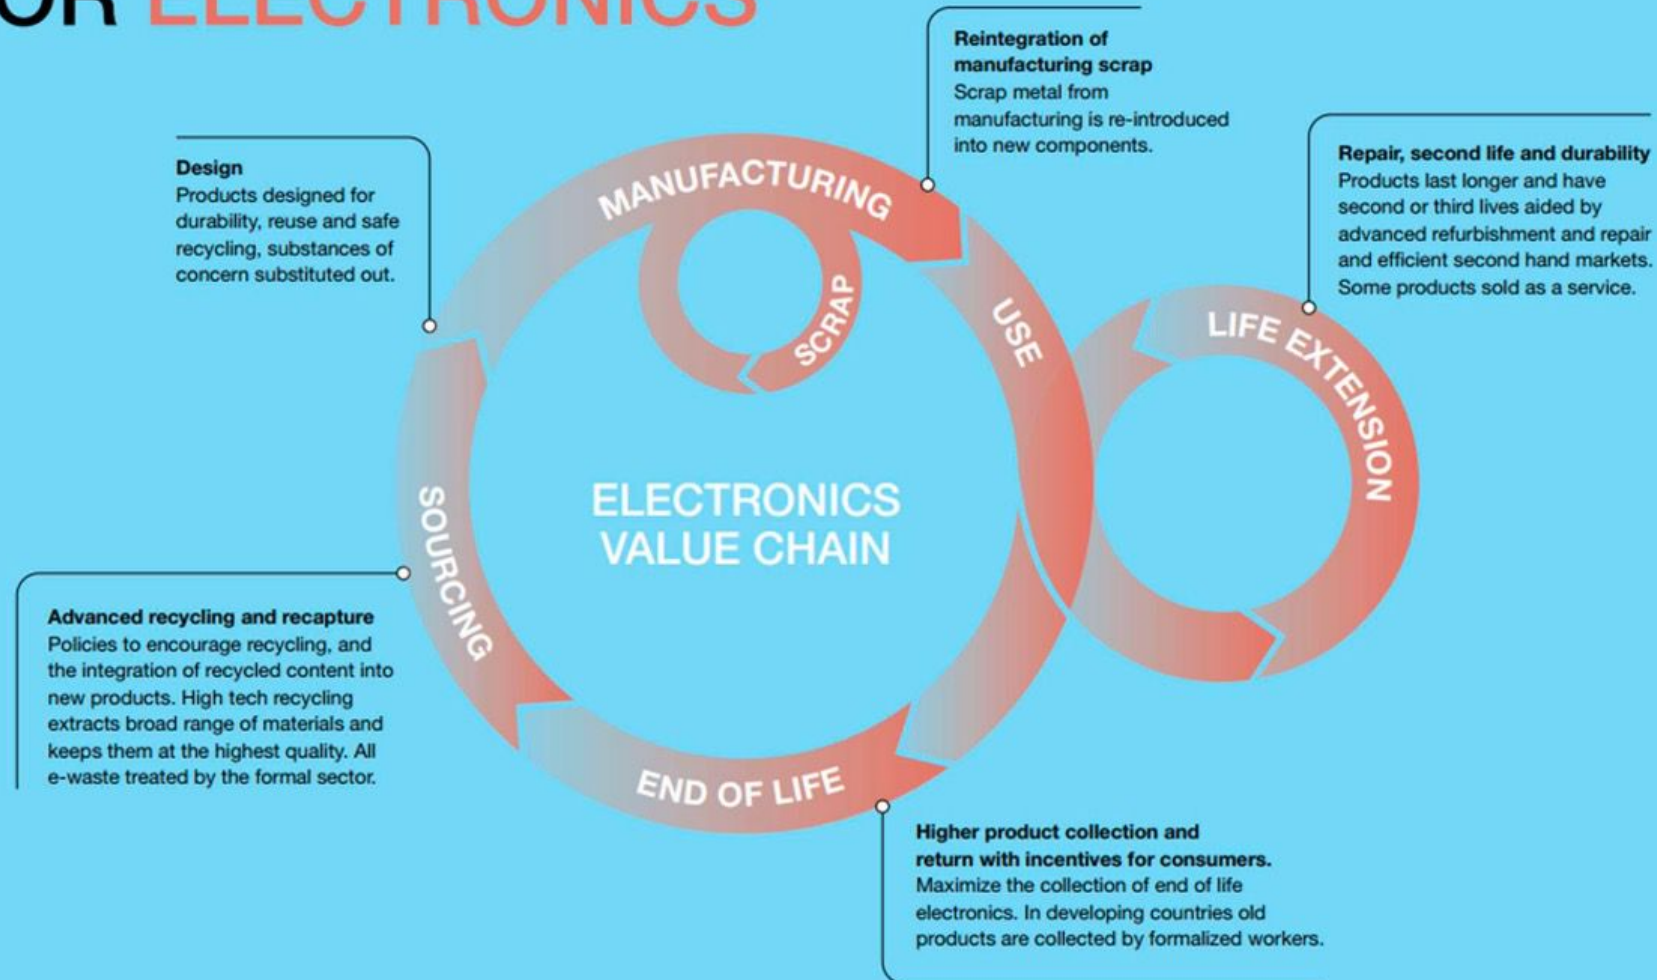 OR ELECTRONICS
Reintegration of
manufacturing scrap
Scrap metal from
manufacturing is re-introduced
into new components.
Design
Products designed for
durability, reuse and safe
recycling, substances of
concern substituted out.
Repair, second life and durability
Products last longer and have
second or third lives aided by
advanced refurbishment and repair
and efficient second hand markets.
Some products sold as a service.
MANUFACTURING
SCRAP
USE
LIFE EXTENSION
ELECTRONICS
VALUE CHAIN
SOURCING
END OF LIFE
Advanced recycling and recapture
Policies to encourage recycling, and
the integration of recycled content into
new products. High tech recycling
extracts broad range of materials and
keeps them at the highest quality. All
e-waste treated by the formal sector.
Higher product collection and
return with incentives for consumers.
Maximize the collection of end of life
electronics. In developing countries old
products are collected by formalized workers.